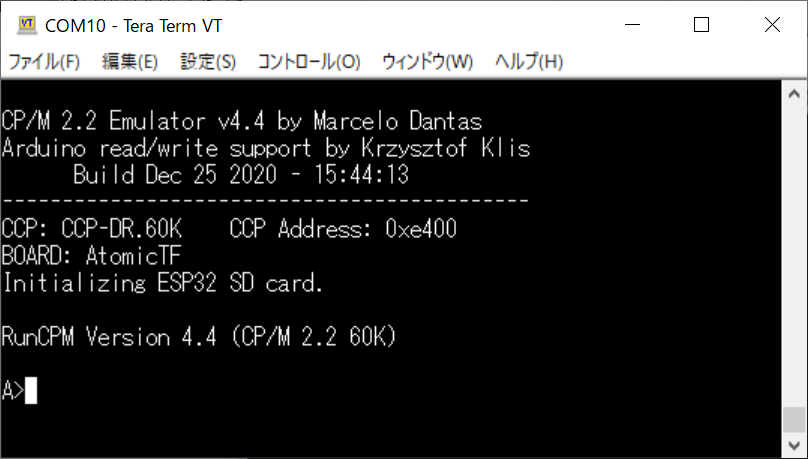 COM10 - Tera Term VT
ファイル(F) 編集(E) 設定(S) コントロール(O) ウィンドウ(W) ヘルプ(H)
CP/M 2.2 Emulator v4.4 by Marcelo Dantas
Arduino read/write support by Krzysztof Klis
Build Dec 25 2020 - 15:44:13
--------------------------------------------
CCP: CCP-DR.60K CCP Address: 0xe400
BOARD: AtomicTF
Initializing ESP32 SD card.
RunCPM Version 4.4 (CP/M 2.2 60K)
A>